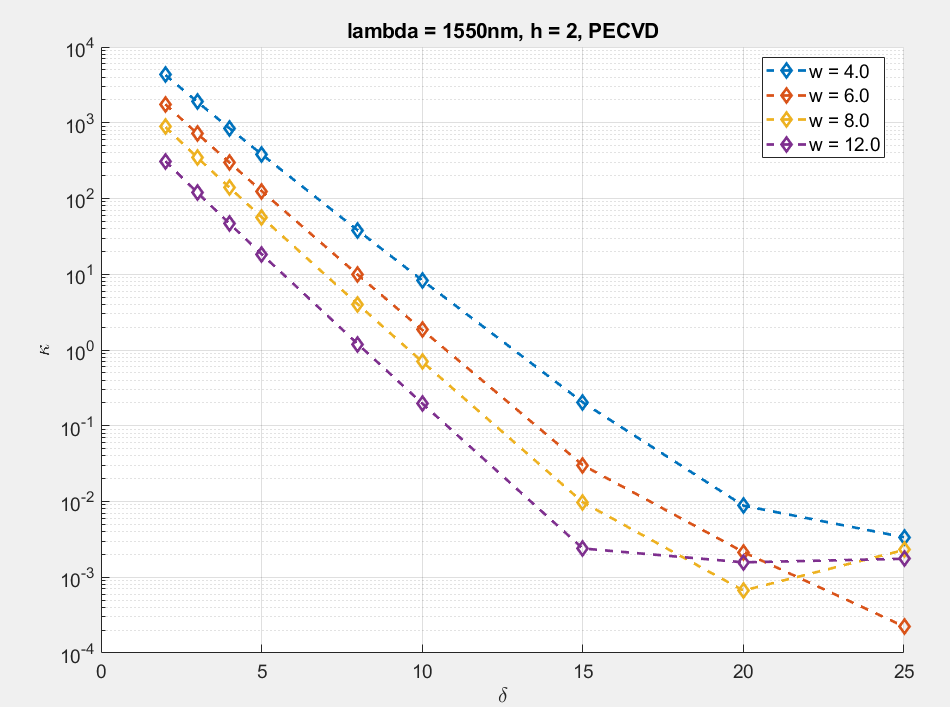 lambda = 1550nm, h = 2, PECVD
10^4
10^3
10^2
10^1
10^0
10^-1
10^-2
10^-3
10^-4
κ
w = 4.0
w = 6.0
w = 8.0
w = 12.0
0 5 10 15 20 25
δ